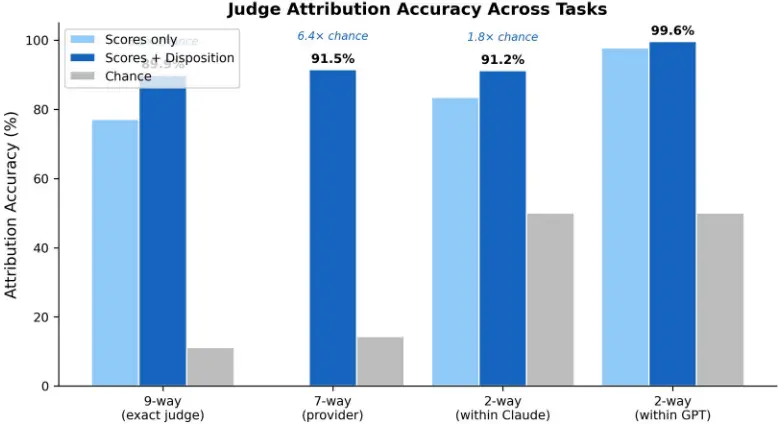 Judge Attribution Accuracy Across Tasks
Scores only
Scores + Disposition
Chance
89.9%
6.4× chance
91.5%
1.8× chance
91.2%
99.6%
Attribution Accuracy (%)
100
80
60
40
20
0
9-way
(exact judge)
7-way
(provider)
2-way
(within Claude)
2-way
(within GPT)